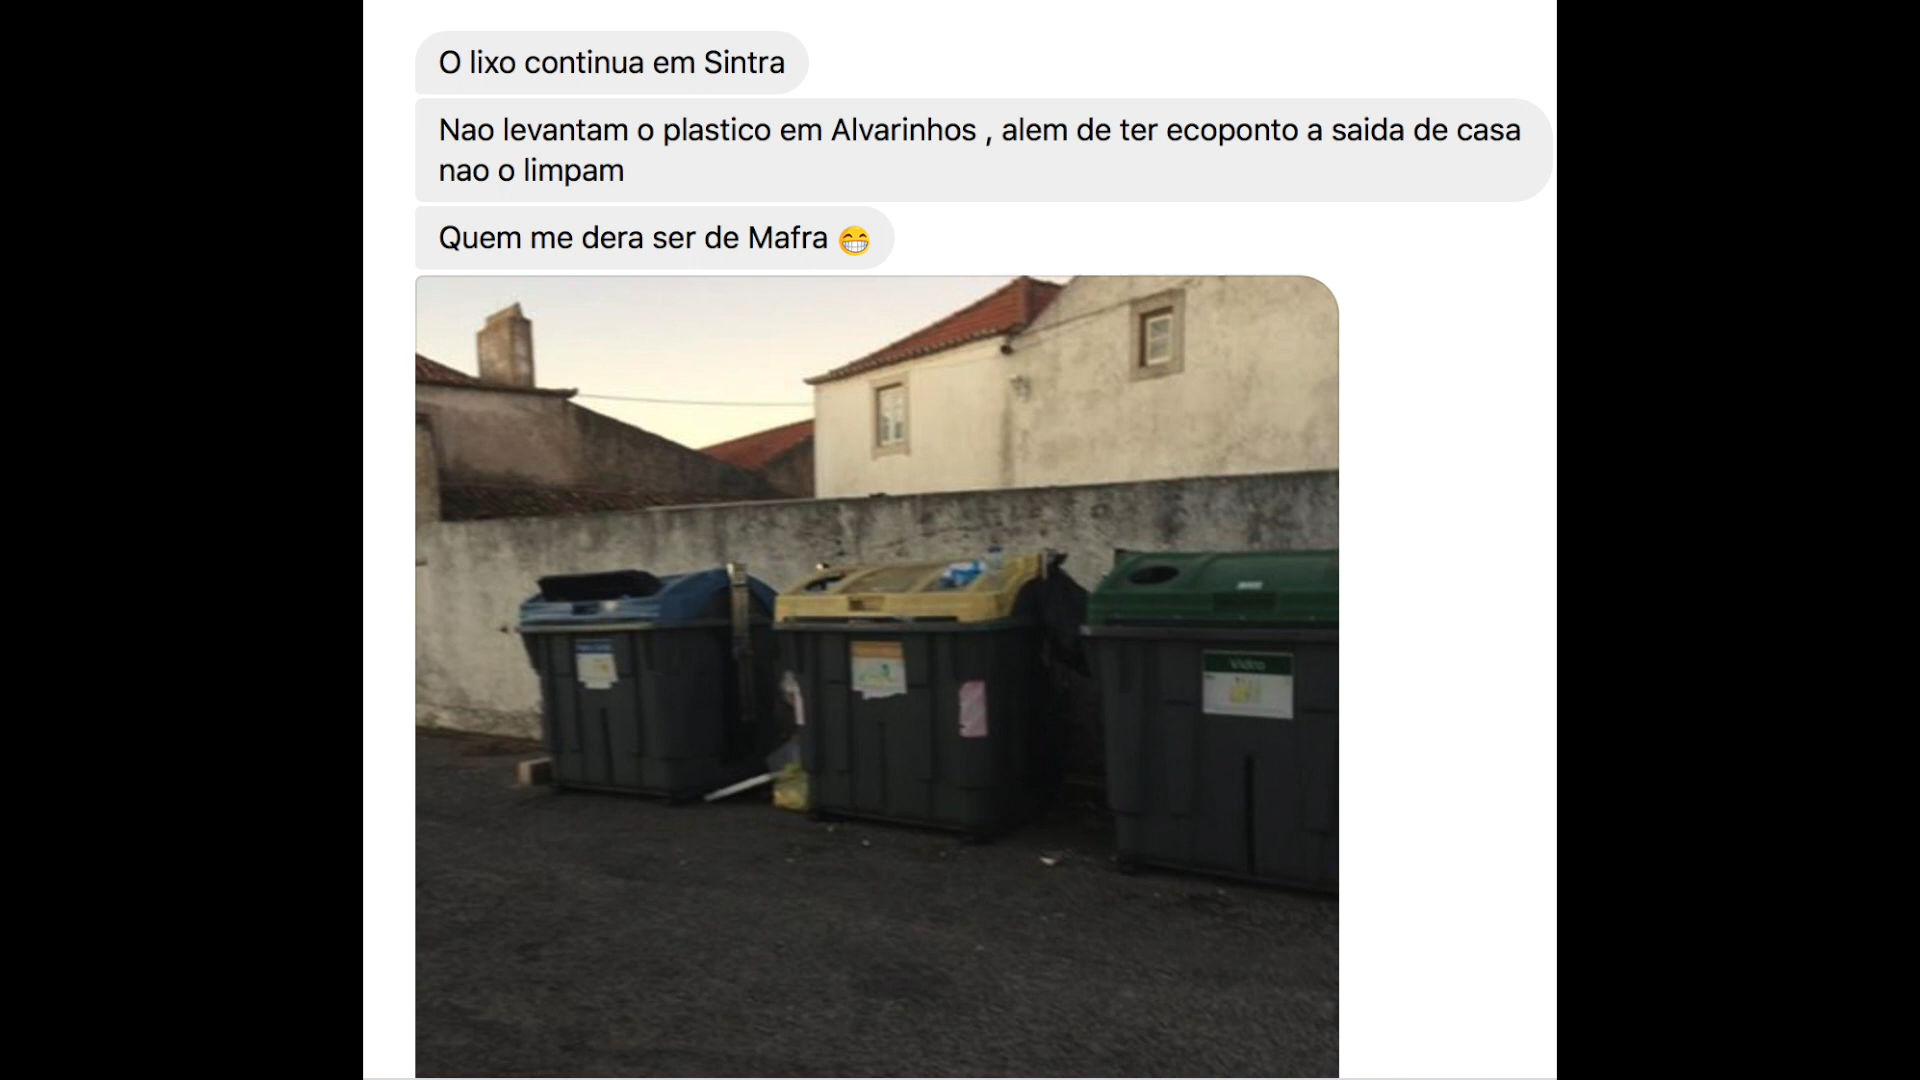 O lixo continua em Sintra
Nao levantam o plastico em Alvarinhos , alem de ter ecoponto a saida de casa
nao o limpam
Quem me dera ser de Mafra 😁
Vidro